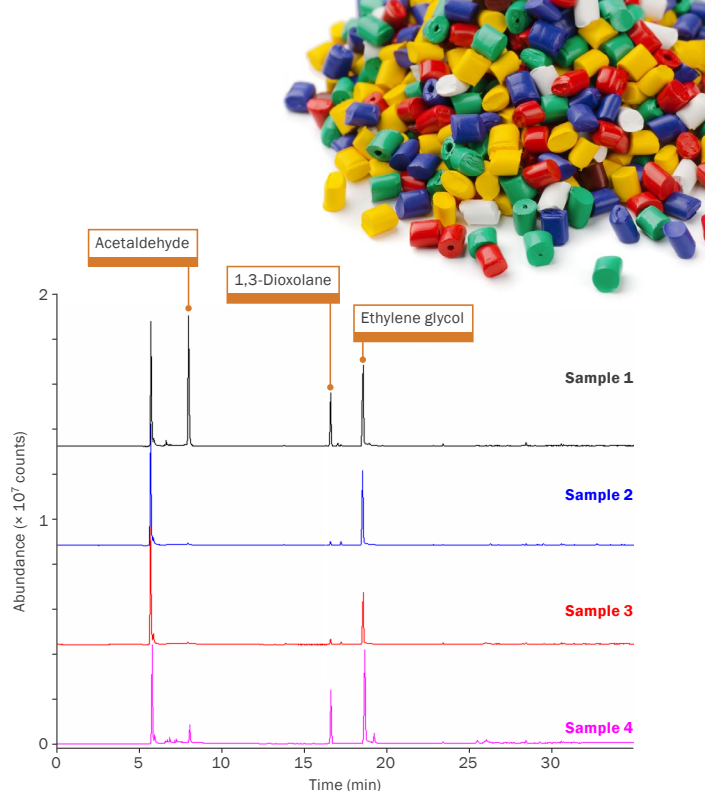 Acetaldehyde
1,3-Dioxolane
Ethylene glycol
2
Sample 1
Sample 2
1
Abundance (× 10⁷ counts)
Sample 3
Sample 4
0
0 5 10 15 20 25 30
Time (min)